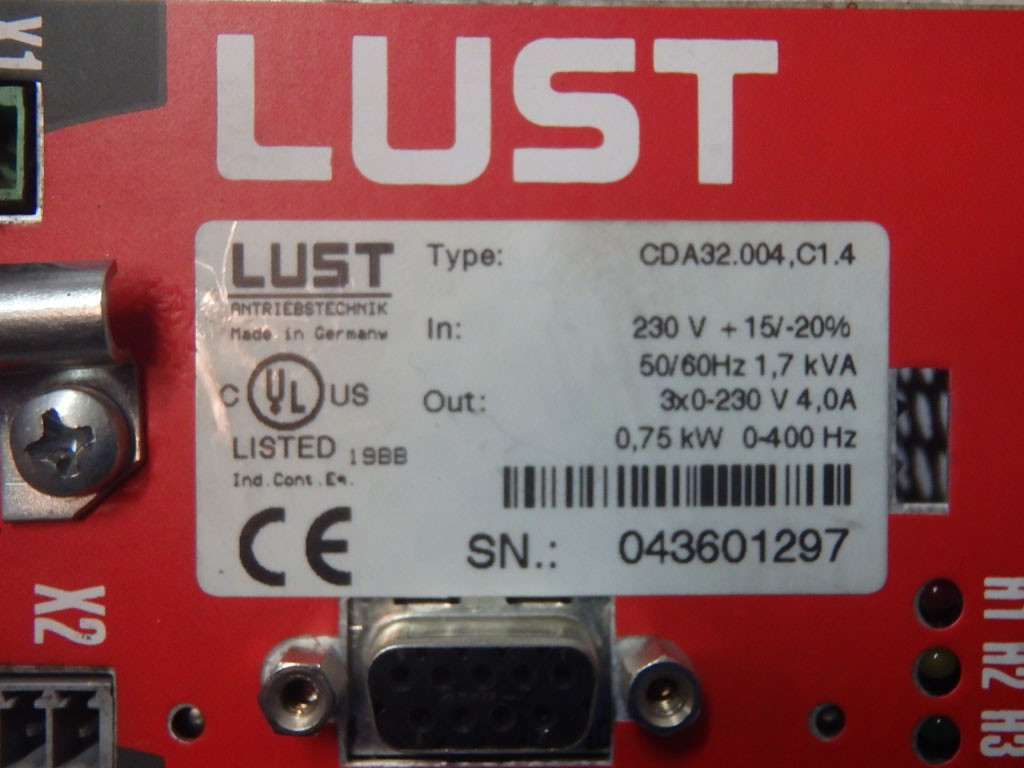 X1
LUST
LUST
ANTRIEBSTECHNIK
Made in Germany
C UL US
LISTED 19BB
Ind.Cont.Eq.
CE
Type: CDA32.004,C1.4
In: 230 V +15/-20%
50/60Hz 1,7 kVA
Out: 3x0-230 V 4,0A
0,75 kW 0-400 Hz
SN.: 043601297
X2
H1 H2 H3